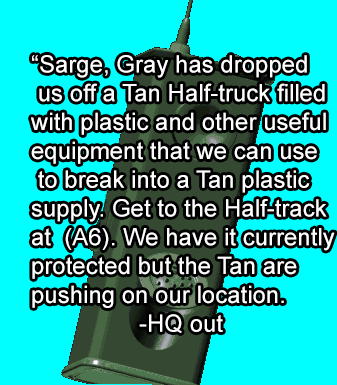 “Sarge, Gray has dropped
us off a Tan Half-truck filled
with plastic and other useful
equipment that we can use
to break into a Tan plastic
supply. Get to the Half-track
at (A6). We have it currently
protected but the Tan are
pushing on our location.
-HQ out